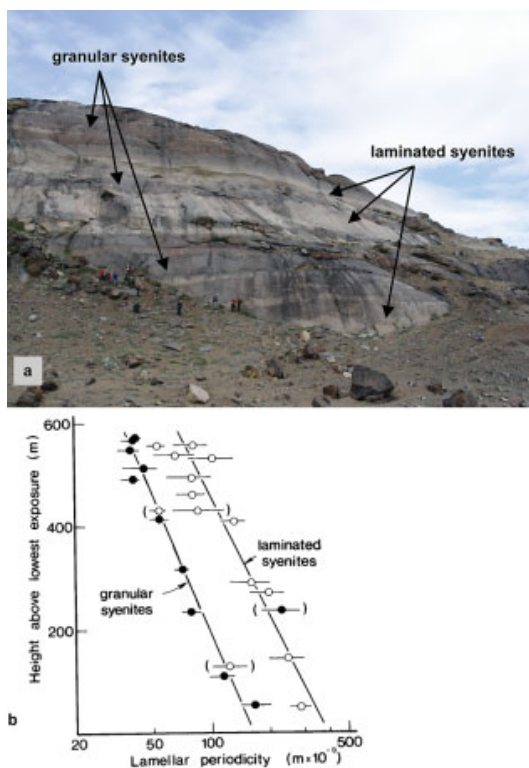 granular syenites
laminated syenites
a
600
400
200
Height above lowest exposure (m)
laminated
syenites
granular
syenites
( )
( )
( )
b
20
50
100
500
Lamellar periodicity (m×10⁻⁹)